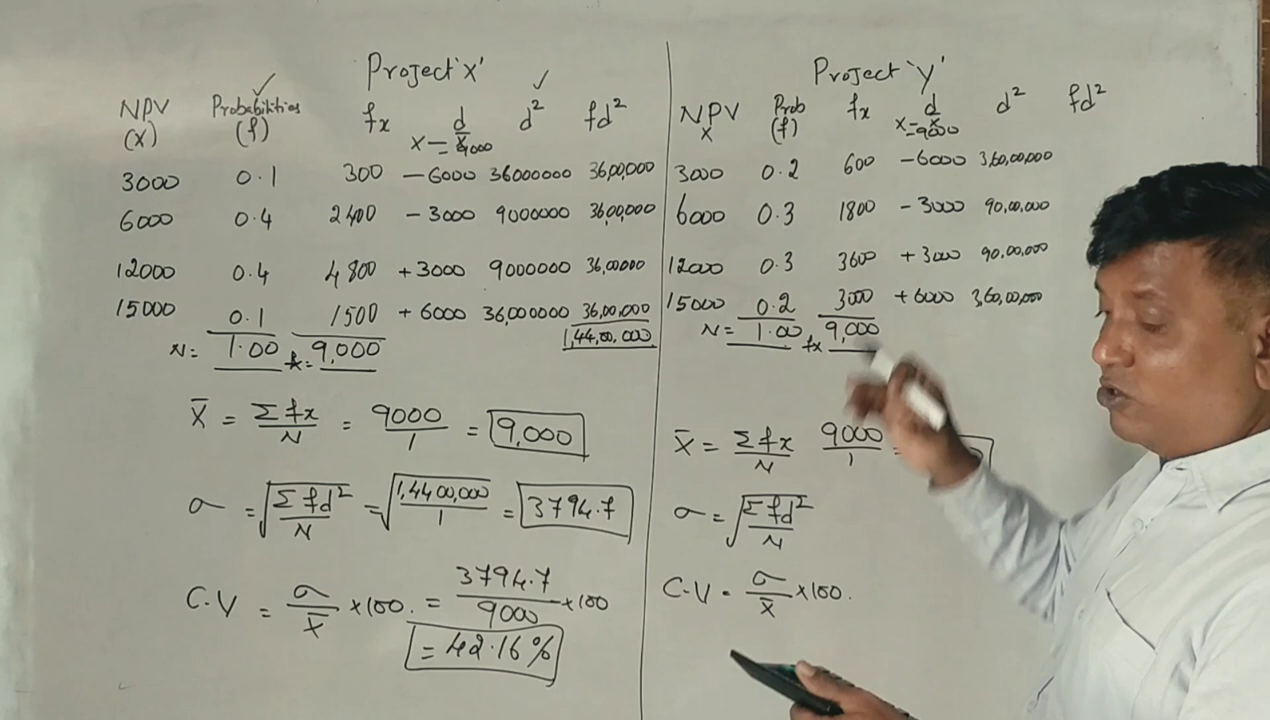 Project 'X'
NPV Probabilities fx d d² fd²
(X) (f) X-x̄=9000
3000 0.1 300 -6000 36000000 36,00,000
6000 0.4 2400 -3000 9000000 36,00,000
12000 0.4 4800 +3000 9000000 36,00,000
15000 0.1 1500 +6000 36,000000 36,00,000
N= 1.00 fx= 9,000 1,44,00,000
X̄ = Σfx/N = 9000/1 = 9,000
σ = √Σfd²/N = √1,4400,000/1 = 3794.7
C.V = σ/X̄ ×100. = 3794.7/9000 ×100
= 42.16%
Project 'y'
NPV Prob fx d d² fd²
X (f) X-x̄=9000
3000 0.2 600 -6000 3,60,00,000
6000 0.3 1800 -3000 90,00,000
12000 0.3 3600 +3000 90,00,000
15000 0.2 3000 +6000 3,60,00,000
N= 1.00 fx 9,000
X̄ = Σfx/N 9000/1 =
σ = √Σfd²/N
C.V = σ/X̄ ×100.